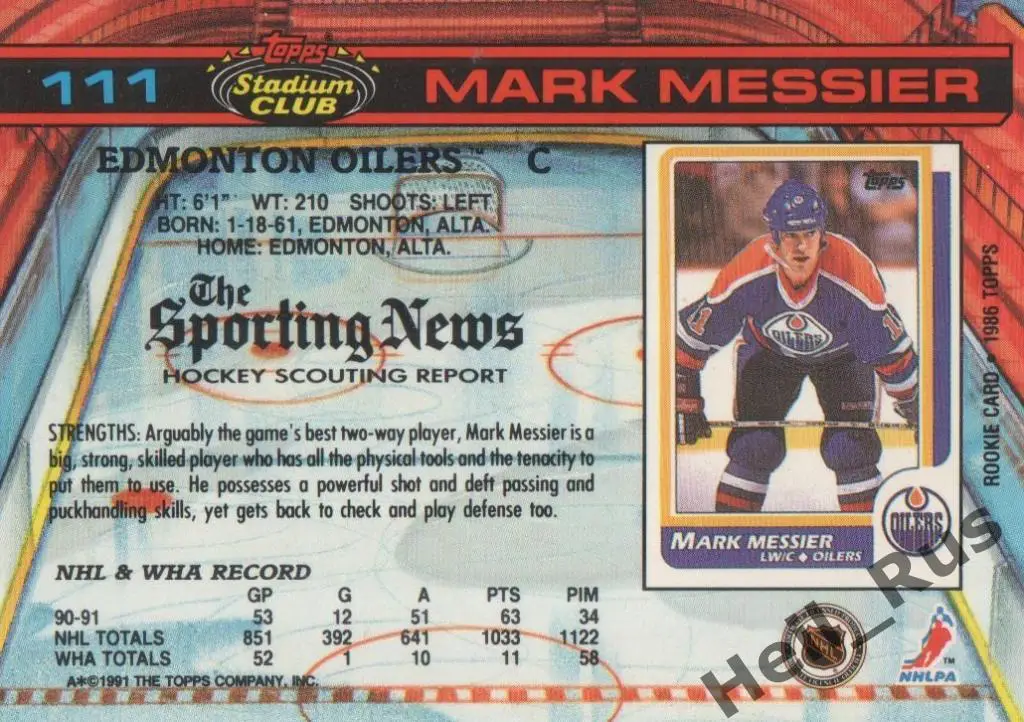 111
Topps
Stadium
CLUB
MARK MESSIER
EDMONTON OILERS™ C
HT: 6'1" WT: 210 SHOOTS: LEFT
BORN: 1-18-61, EDMONTON, ALTA.
HOME: EDMONTON, ALTA.
The
Sporting News
HOCKEY SCOUTING REPORT
STRENGTHS: Arguably the game's best two-way player, Mark Messier is a
big, strong, skilled player who has all the physical tools and the tenacity to
put them to use. He possesses a powerful shot and deft passing and
puckhandling skills, yet gets back to check and play defense too.
NHL & WHA RECORD
GP G A PTS PIM
90-91 53 12 51 63 34
NHL TOTALS 851 392 641 1033 1122
WHA TOTALS 52 1 10 11 58
A*©1991 THE TOPPS COMPANY, INC.
Topps
11
11
OILERS
OILERS
MARK MESSIER
LW/C ◆ OILERS
ROOKIE CARD • 1986 TOPPS
NHL
NHLPA
™
Hell_Rus